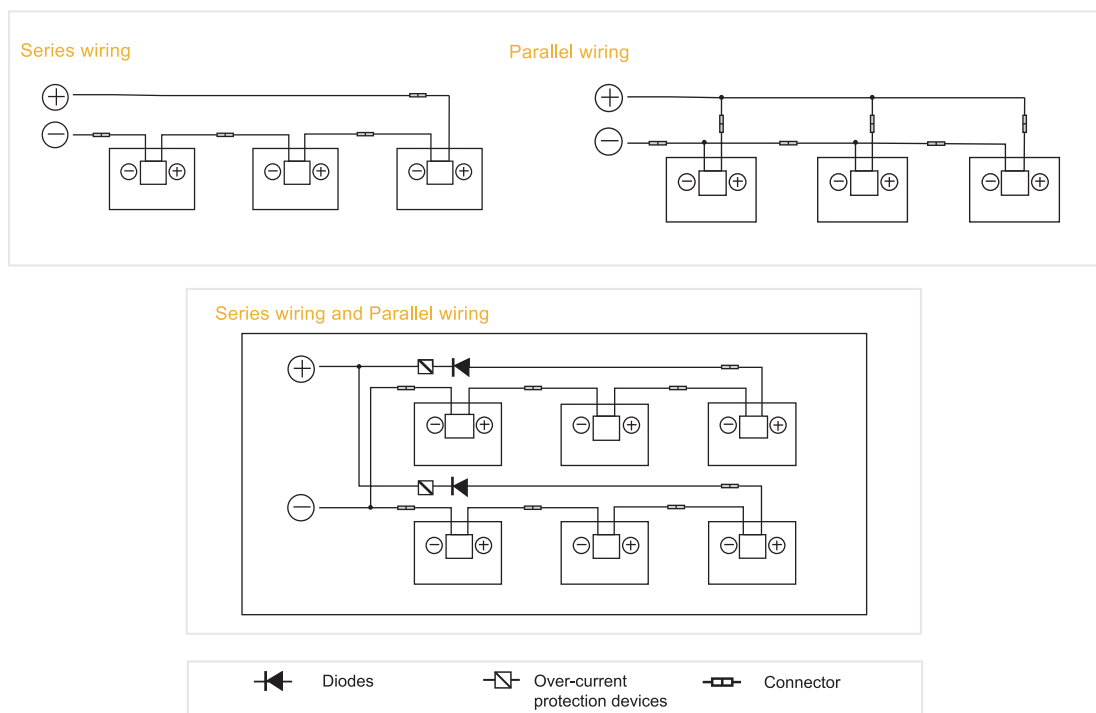 Series wiring
Parallel wiring
Series wiring and Parallel wiring
Diodes
Over-current
protection devices
Connector